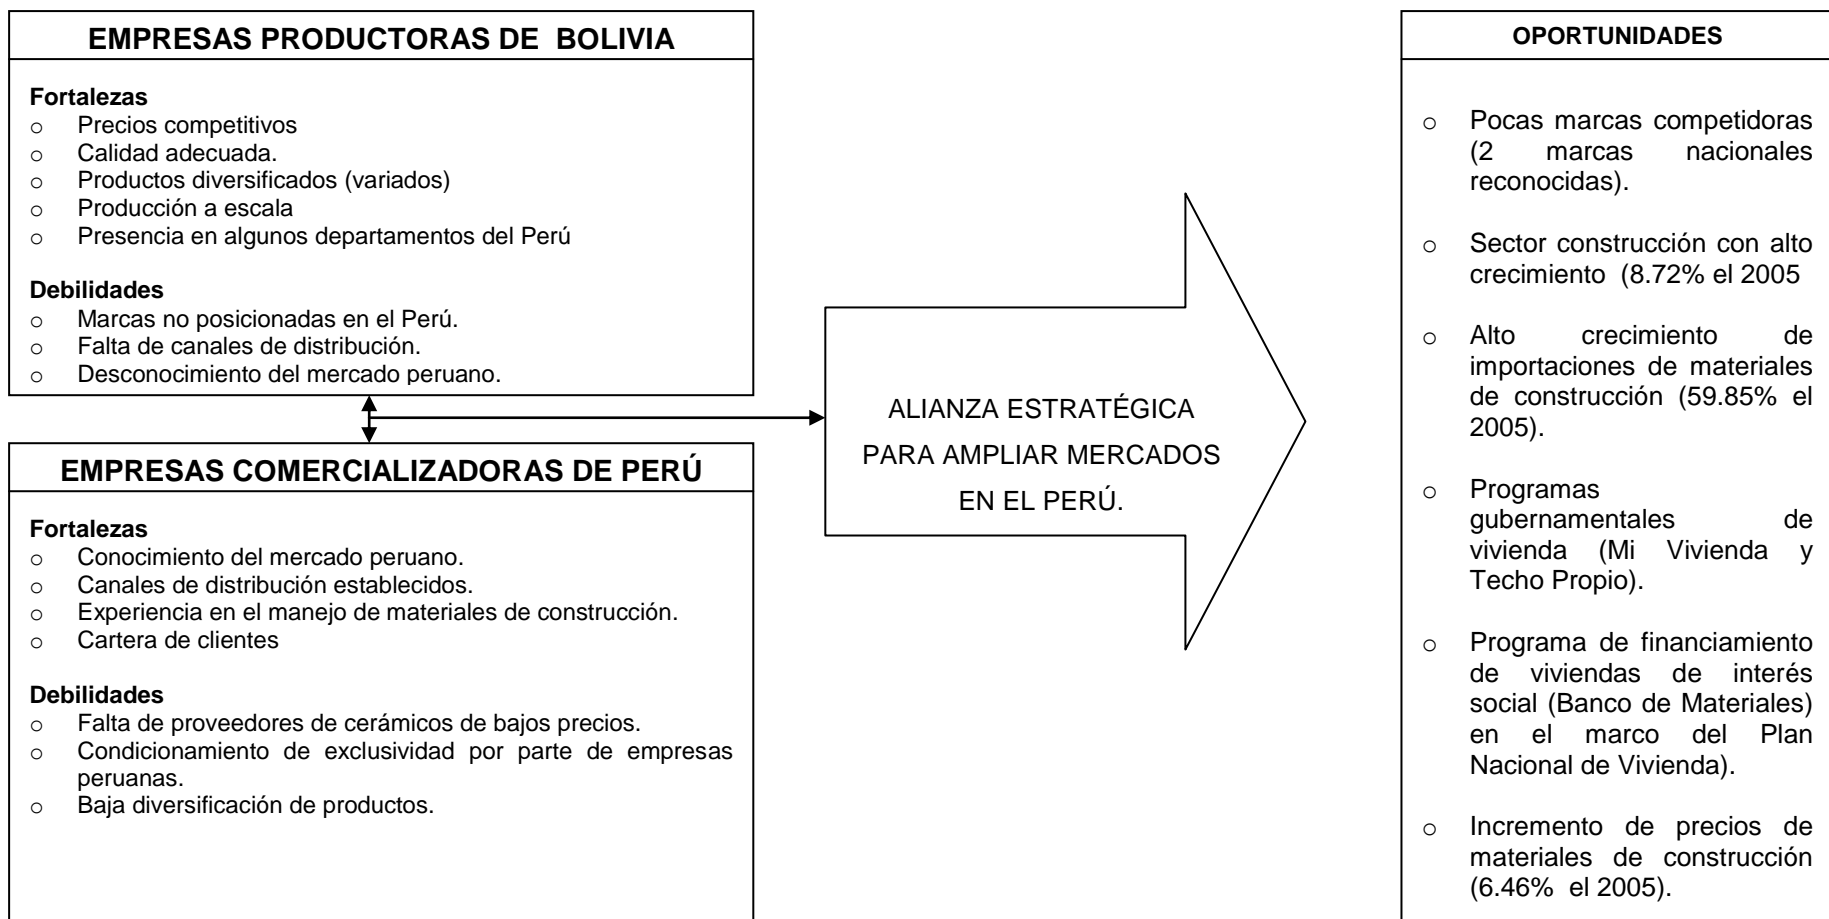 EMPRESAS PRODUCTORAS DE BOLIVIA
Fortalezas
o Precios competitivos
o Calidad adecuada.
o Productos diversificados (variados)
o Producción a escala
o Presencia en algunos departamentos del Perú
Debilidades
o Marcas no posicionadas en el Perú.
o Falta de canales de distribución.
o Desconocimiento del mercado peruano.
EMPRESAS COMERCIALIZADORAS DE PERÚ
Fortalezas
o Conocimiento del mercado peruano.
o Canales de distribución establecidos.
o Experiencia en el manejo de materiales de construcción.
o Cartera de clientes
Debilidades
o Falta de proveedores de cerámicos de bajos precios.
o Condicionamiento de exclusividad por parte de empresas
peruanas.
o Baja diversificación de productos.
ALIANZA ESTRATÉGICA
PARA AMPLIAR MERCADOS
EN EL PERÚ.
OPORTUNIDADES
o Pocas marcas competidoras
(2 marcas nacionales
reconocidas).
o Sector construcción con alto
crecimiento (8.72% el 2005
o Alto crecimiento de
importaciones de materiales
de construcción (59.85% el
2005).
o Programas
gubernamentales de
vivienda (Mi Vivienda y
Techo Propio).
o Programa de financiamiento
de viviendas de interés
social (Banco de Materiales)
en el marco del Plan
Nacional de Vivienda).
o Incremento de precios de
materiales de construcción
(6.46% el 2005).